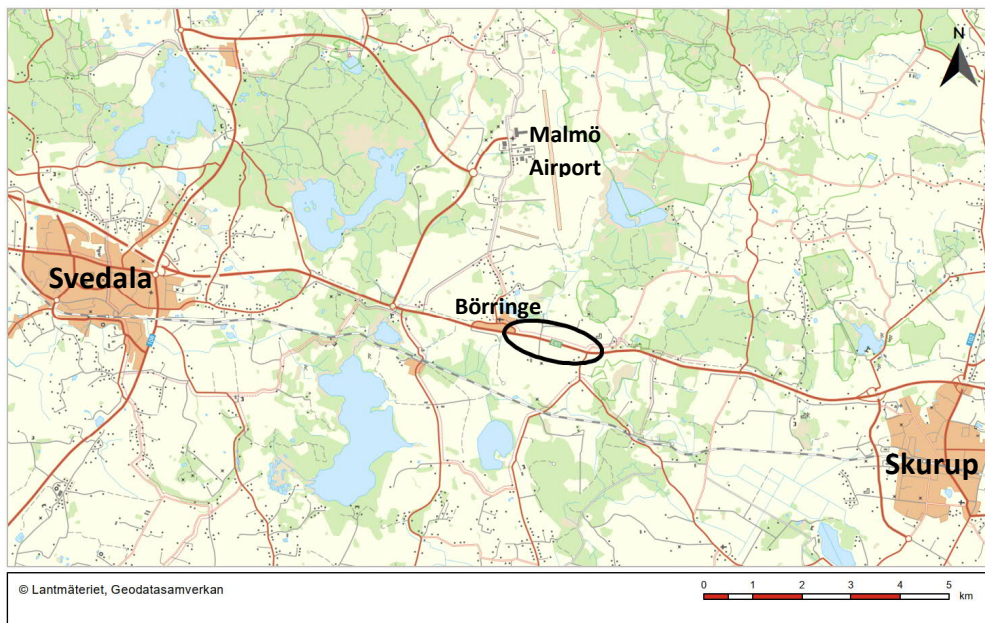 N
Malmö
Airport
Svedala
Börringe
Skurup
© Lantmäteriet, Geodatasamverkan
0 1 2 3 4 5
km